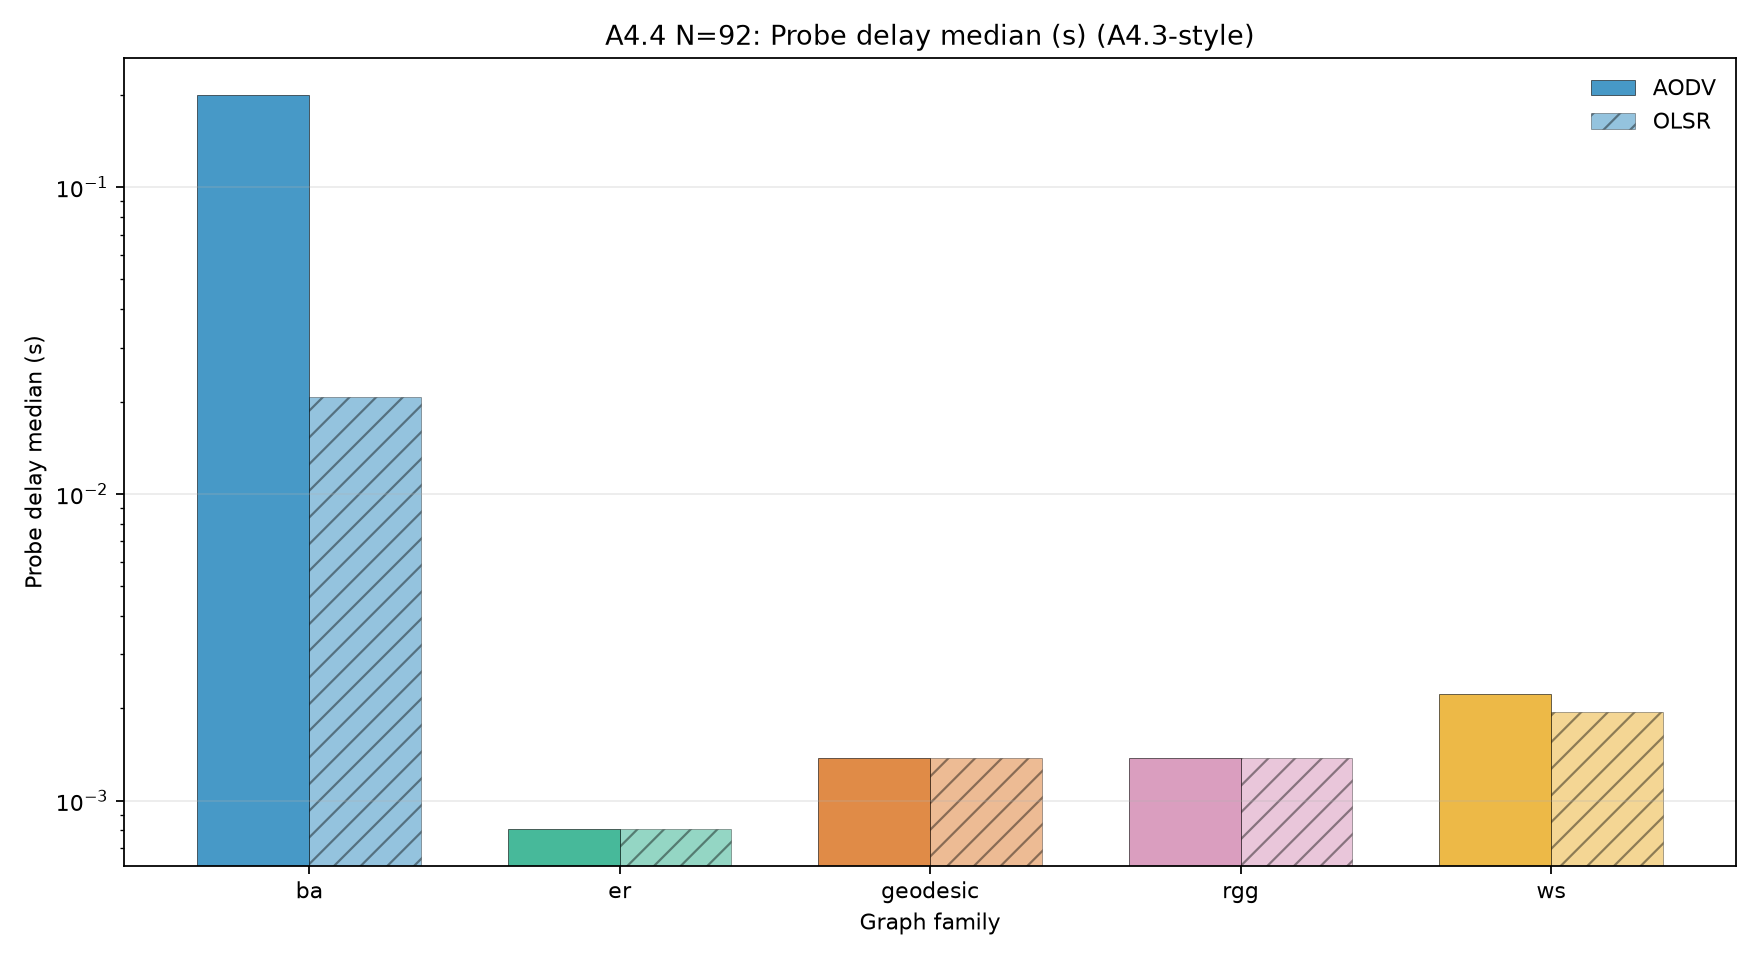 A4.4 N=92: Probe delay median (s) (A4.3-style)
AODV
OLSR
Probe delay median (s)
10⁻¹
10⁻²
10⁻³
ba
er
geodesic
rgg
ws
Graph family